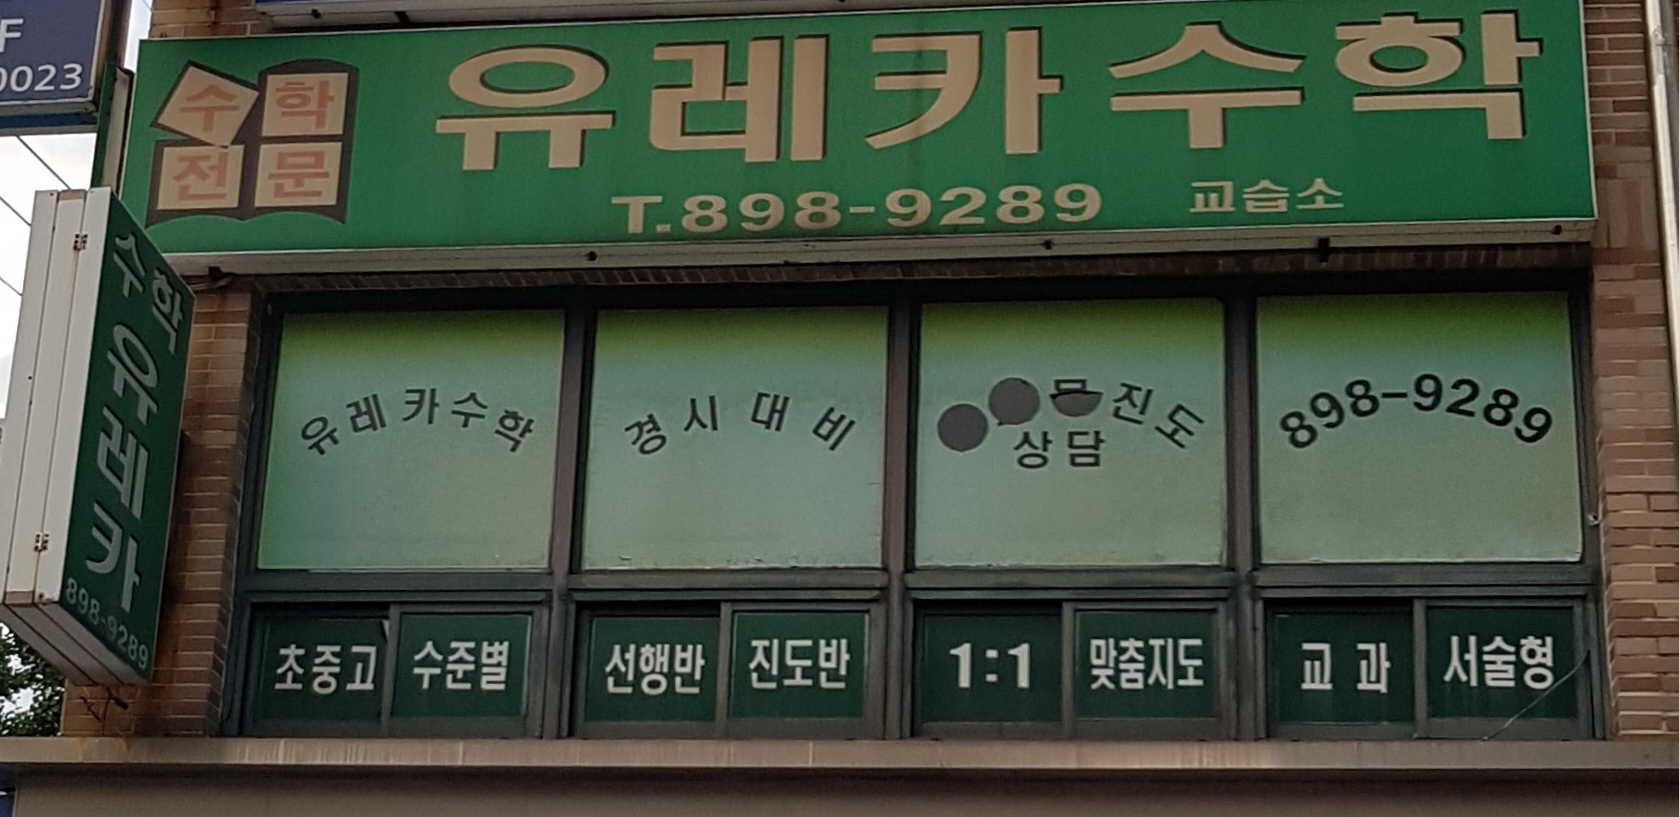 F
0023
수학
전문
유레카수학
T.898-9289 교습소
수학
유레카
898-9289
유레카수학
경시대비
진도
상담
898-9289
초중고 수준별
선행반 진도반
1:1 맞춤지도
교과 서술형